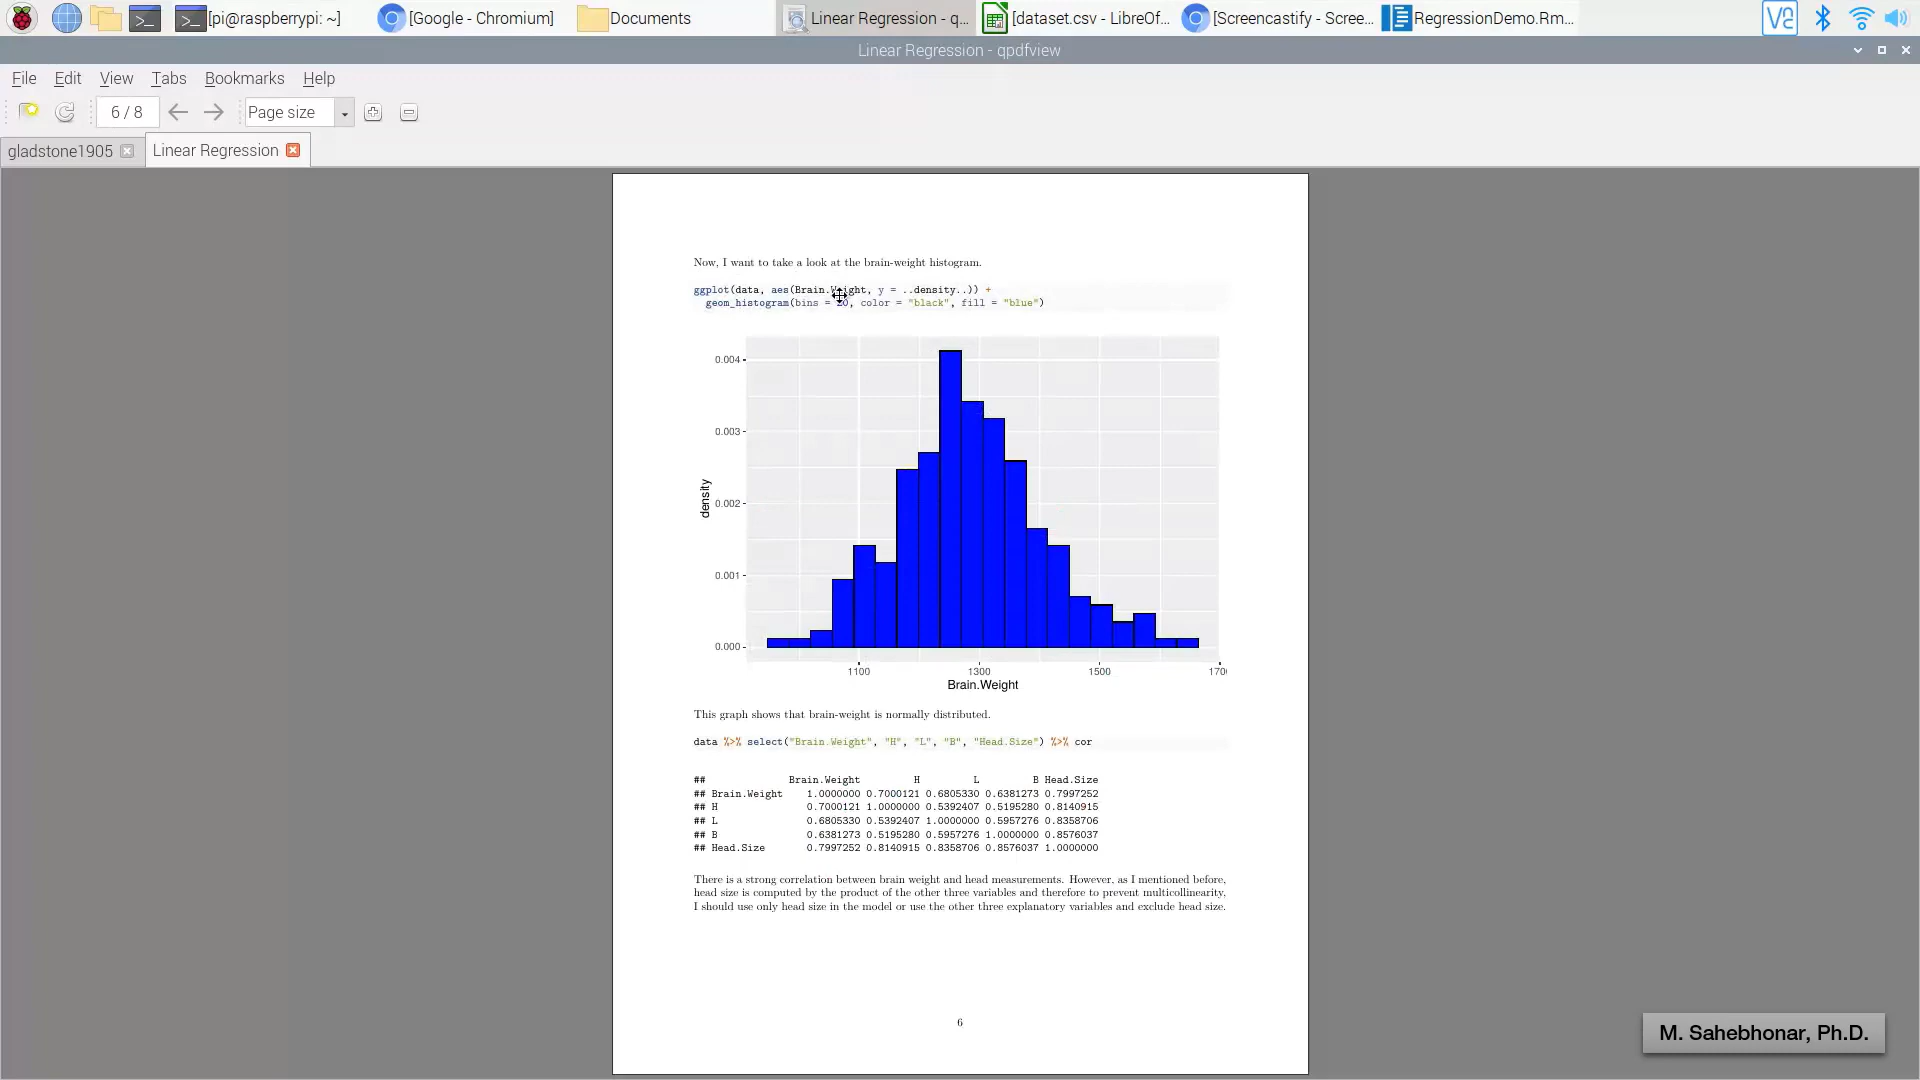 [pi@raspberrypi: ~] [Google - Chromium] Documents Linear Regression - q... [dataset.csv - LibreOf... [Screencastify - Scree... RegressionDemo.Rm...
Linear Regression - qpdfview
File Edit View Tabs Bookmarks Help
6 / 8 Page size
gladstone1905 Linear Regression
Now, I want to take a look at the brain-weight histogram.
ggplot(data, aes(Brain.Weight, y = ..density..)) +
geom_histogram(bins = 20, color = "black", fill = "blue")
0.004
0.003
density
0.002
0.001
0.000
1100 1300 1500 170
Brain.Weight
This graph shows that brain-weight is normally distributed.
data %>% select("Brain.Weight", "H", "L", "B", "Head.Size") %>% cor
## Brain.Weight H L B Head.Size
## Brain.Weight 1.0000000 0.7000121 0.6805330 0.6381273 0.7997252
## H 0.7000121 1.0000000 0.5392407 0.5195280 0.8140915
## L 0.6805330 0.5392407 1.0000000 0.5957276 0.8358706
## B 0.6381273 0.5195280 0.5957276 1.0000000 0.8576037
## Head.Size 0.7997252 0.8140915 0.8358706 0.8576037 1.0000000
There is a strong correlation between brain weight and head measurements. However, as I mentioned before,
head size is computed by the product of the other three variables and therefore to prevent multicollinearity,
I should use only head size in the model or use the other three explanatory variables and exclude head size.
6
M. Sahebhonar, Ph.D.